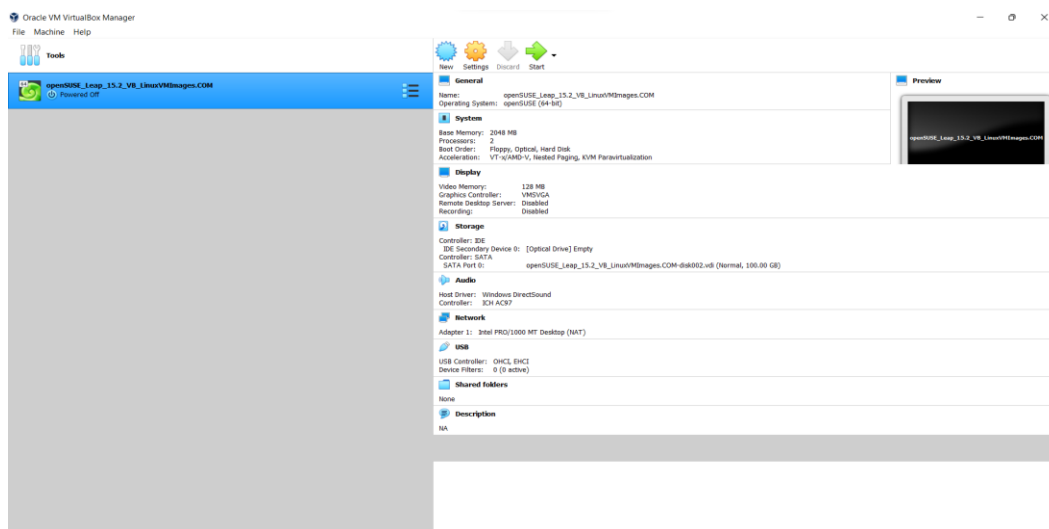 Oracle VM VirtualBox Manager
File Machine Help
Tools
openSUSE_Leap_15.2_VB_LinuxVMImages.COM
Powered Off
New Settings Discard Start
General
Name: openSUSE_Leap_15.2_VB_LinuxVMImages.COM
Operating System: openSUSE (64-bit)
System
Base Memory: 2048 MB
Processors: 2
Boot Order: Floppy, Optical, Hard Disk
Acceleration: VT-x/AMD-V, Nested Paging, KVM Paravirtualization
Display
Video Memory: 128 MB
Graphics Controller: VMSVGA
Remote Desktop Server: Disabled
Recording: Disabled
Storage
Controller: IDE
IDE Secondary Device 0: [Optical Drive] Empty
Controller: SATA
SATA Port 0: openSUSE_Leap_15.2_VB_LinuxVMImages.COM-disk002.vdi (Normal, 100.00 GB)
Audio
Host Driver: Windows DirectSound
Controller: ICH AC97
Network
Adapter 1: Intel PRO/1000 MT Desktop (NAT)
USB
USB Controller: OHCI, EHCI
Device Filters: 0 (0 active)
Shared folders
None
Description
NA
Preview
openSUSE_Leap_15.2_VB_LinuxVMImages.COM